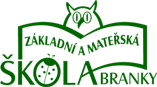 ZÁKLADNÍ A MATEŘSKÁ
ŠKOLA
BRANKY